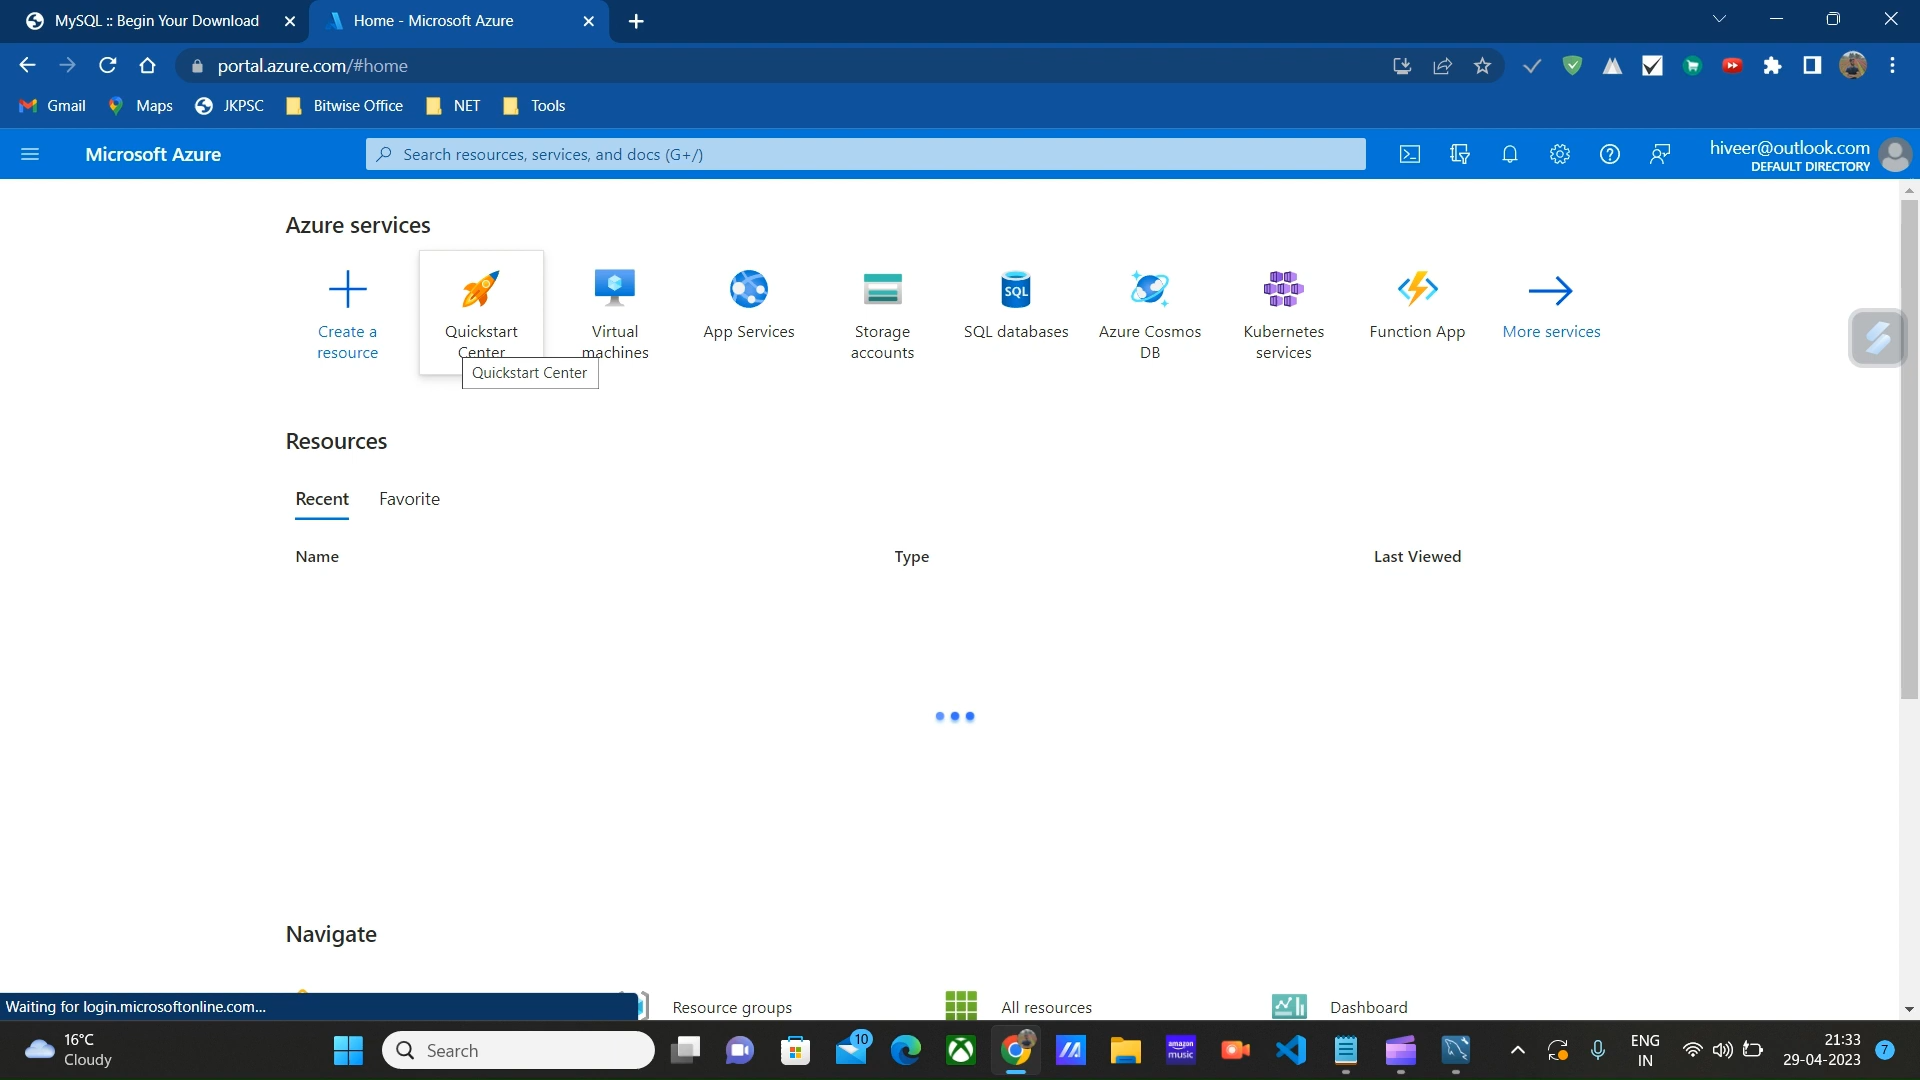 MySQL :: Begin Your Download
Home - Microsoft Azure
portal.azure.com/#home
Gmail
Maps
JKPSC
Bitwise Office
NET
Tools
Microsoft Azure
Search resources, services, and docs (G+/)
hiveer@outlook.com
DEFAULT DIRECTORY
Azure services
Create a
resource
Quickstart
Center
Virtual
machines
App Services
Storage
accounts
SQL
SQL databases
Azure Cosmos
DB
Kubernetes
services
Function App
More services
Quickstart Center
Resources
Recent
Favorite
Name
Type
Last Viewed
Navigate
Resource groups
All resources
Dashboard
Waiting for login.microsoftonline.com...
16°C
Cloudy
Search
10
amazon
music
ENG
IN
21:33
29-04-2023
7